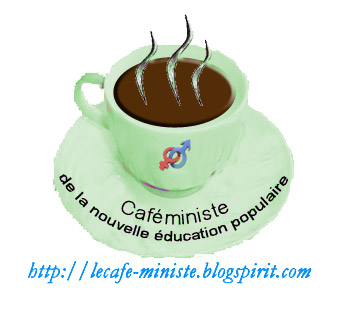 Caféministe
de la nouvelle éducation populaire
http://lecafe-ministe.blogspirit.com